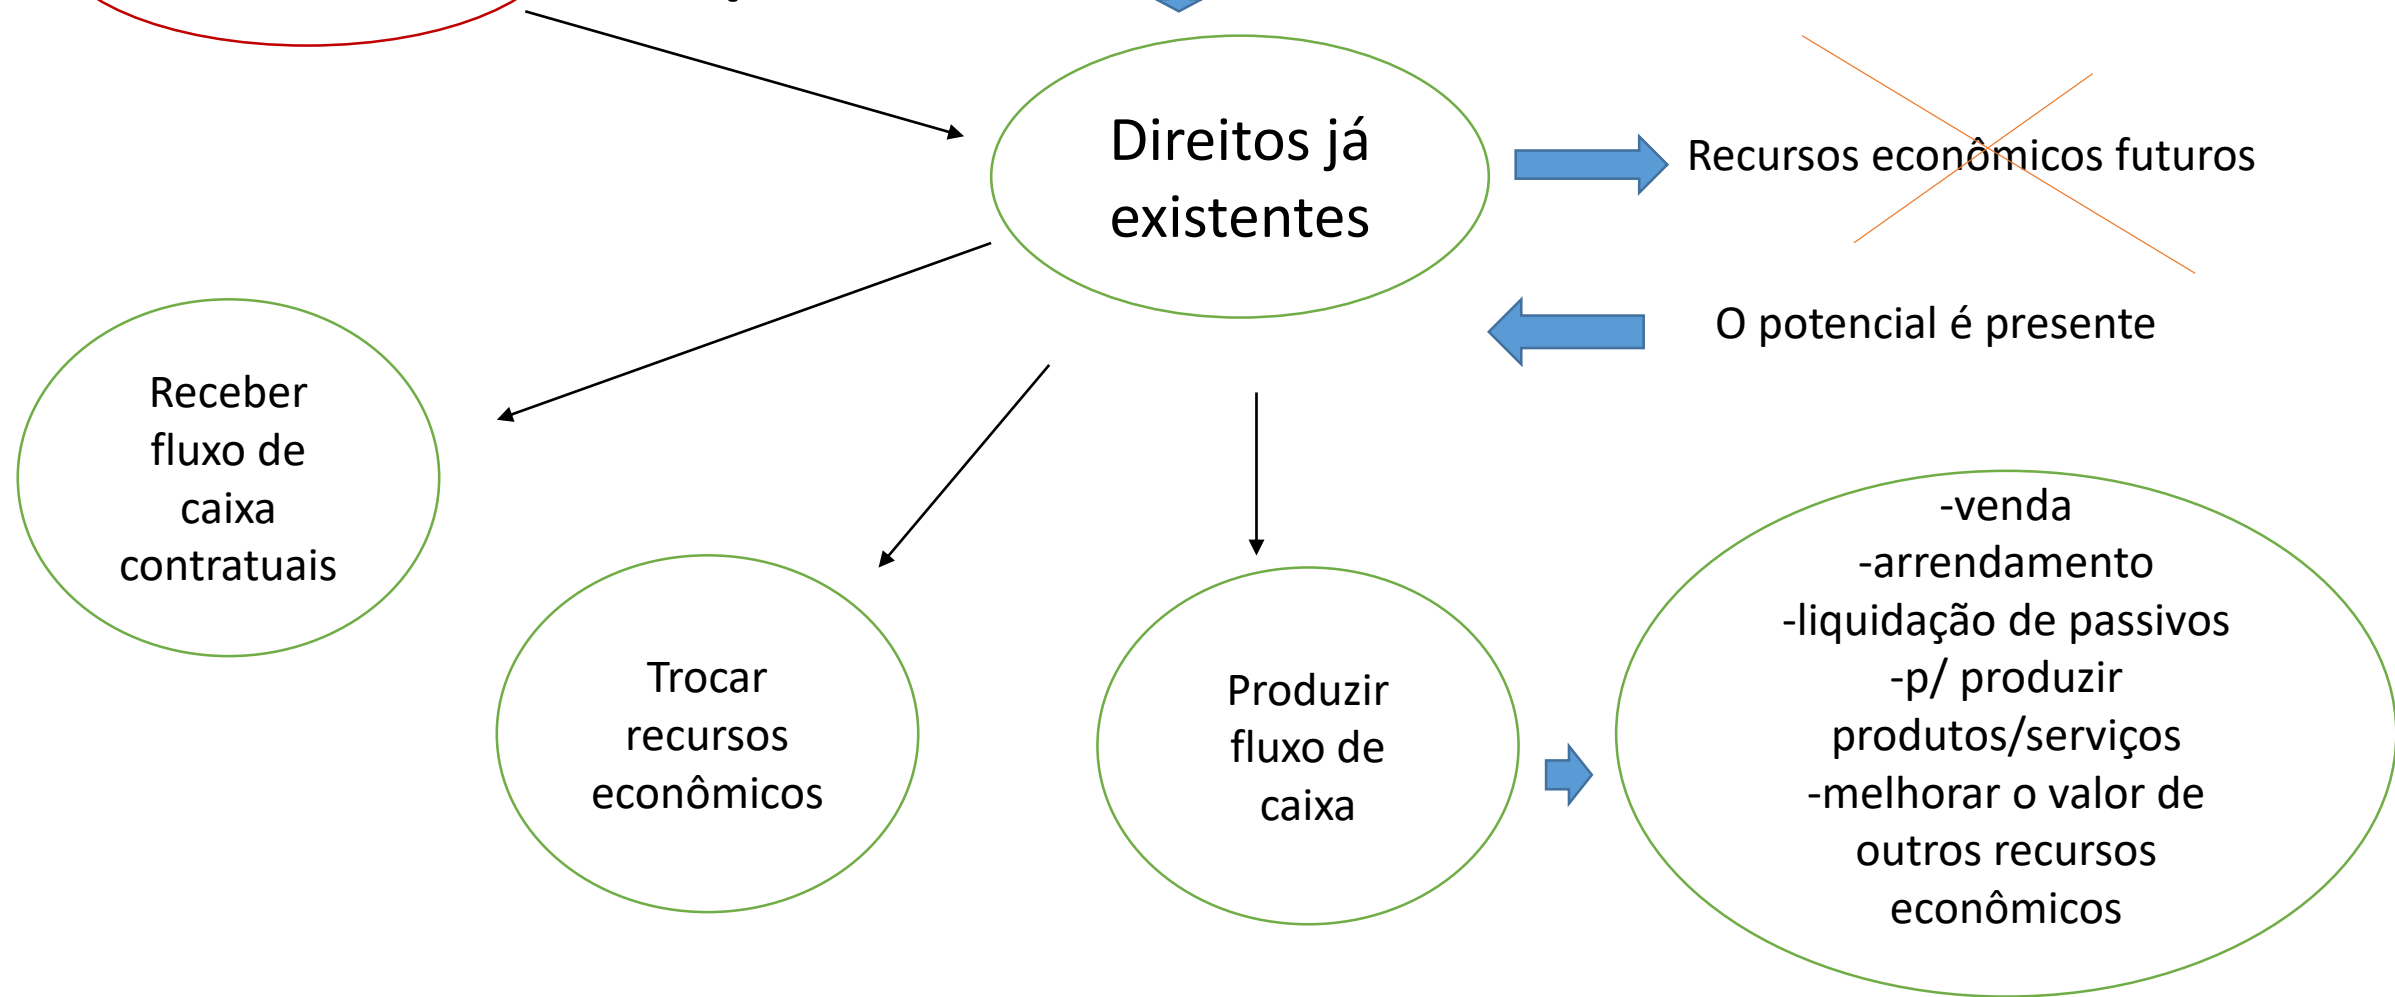 Direitos já
existentes
Recursos econômicos futuros
O potencial é presente
Receber
fluxo de
caixa
contratuais
Trocar
recursos
econômicos
Produzir
fluxo de
caixa
-venda
-arrendamento
-liquidação de passivos
-p/ produzir
produtos/serviços
-melhorar o valor de
outros recursos
econômicos